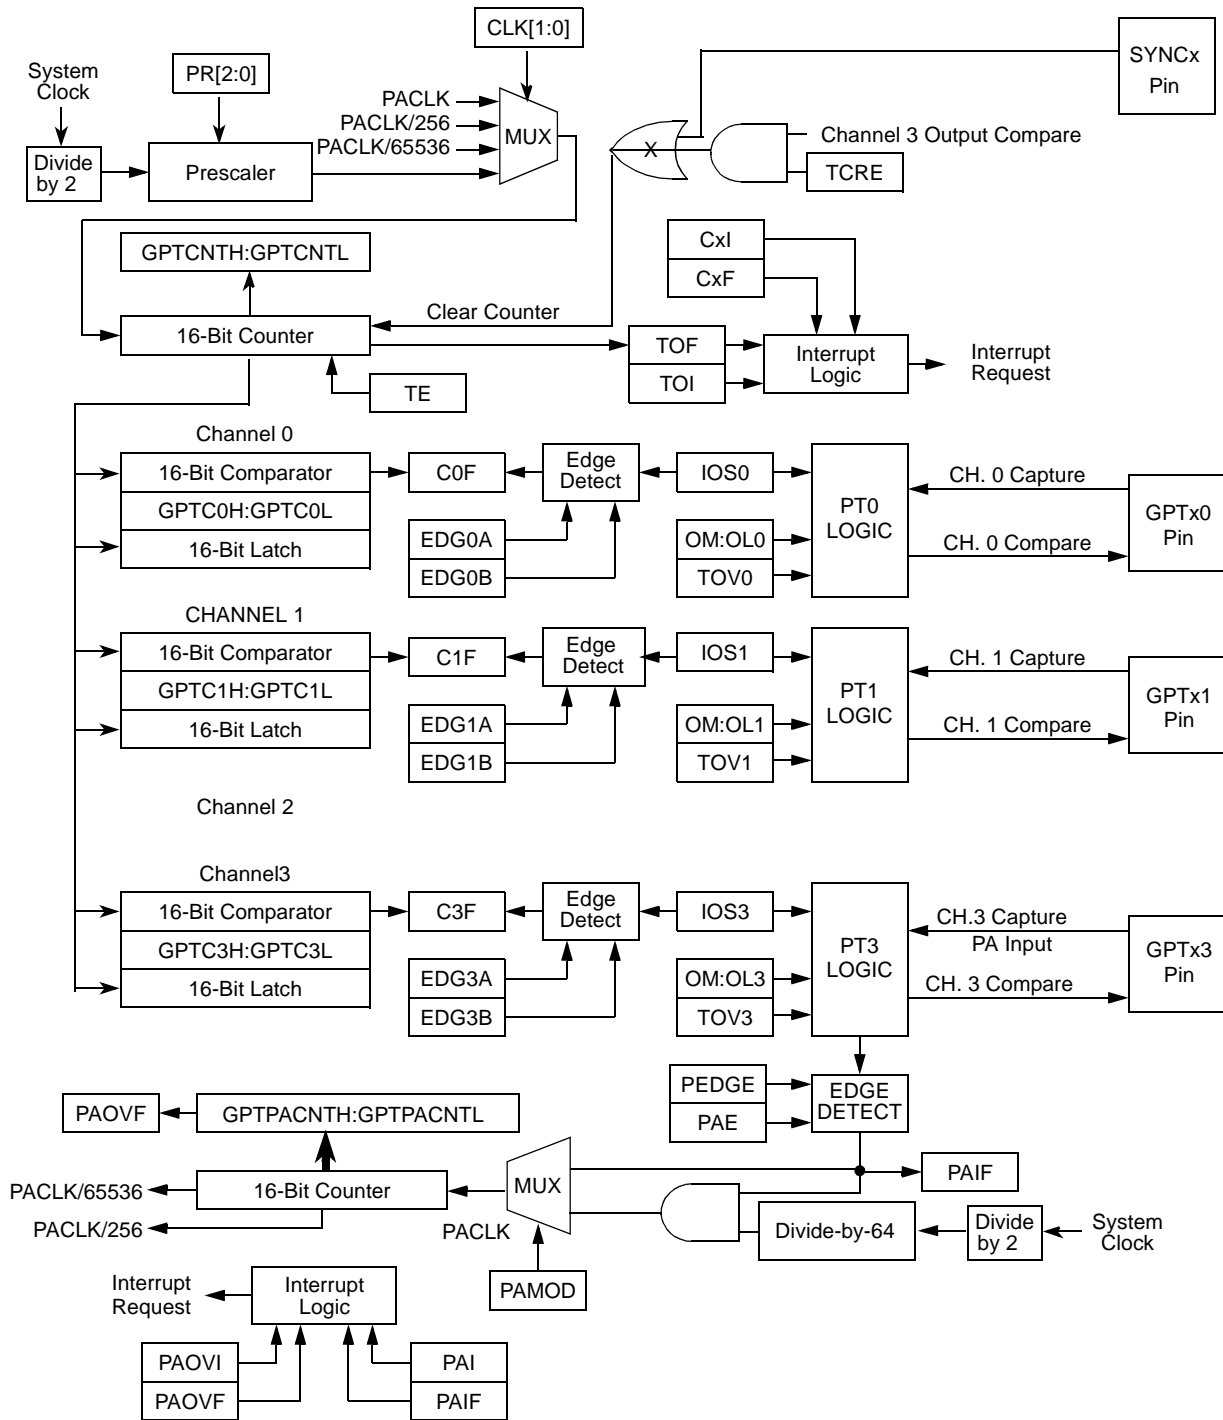 CLK[1:0]
SYNCx
Pin
System
Clock
PR[2:0]
PACLK
PACLK/256
PACLK/65536
MUX
X
Channel 3 Output Compare
TCRE
Divide
by 2
Prescaler
GPTCNTH:GPTCNTL
CxI
CxF
Clear Counter
16-Bit Counter
TOF
TOI
Interrupt
Logic
Interrupt
Request
TE
Channel 0
16-Bit Comparator
GPTC0H:GPTC0L
16-Bit Latch
C0F
Edge
Detect
IOS0
EDG0A
EDG0B
OM:OL0
TOV0
PT0
LOGIC
CH. 0 Capture
CH. 0 Compare
GPTx0
Pin
CHANNEL 1
16-Bit Comparator
GPTC1H:GPTC1L
16-Bit Latch
C1F
Edge
Detect
IOS1
EDG1A
EDG1B
OM:OL1
TOV1
PT1
LOGIC
CH. 1 Capture
CH. 1 Compare
GPTx1
Pin
Channel 2
Channel3
16-Bit Comparator
GPTC3H:GPTC3L
16-Bit Latch
C3F
Edge
Detect
IOS3
EDG3A
EDG3B
OM:OL3
TOV3
PT3
LOGIC
CH.3 Capture
PA Input
CH. 3 Compare
GPTx3
Pin
PEDGE
PAE
EDGE
DETECT
PAOVF
GPTPACNTH:GPTPACNTL
PAIF
MUX
PACLK/65536
16-Bit Counter
PACLK/256
PACLK
Divide-by-64
Divide
by 2
System
Clock
PAMOD
Interrupt
Request
Interrupt
Logic
PAOVI
PAOVF
PAI
PAIF